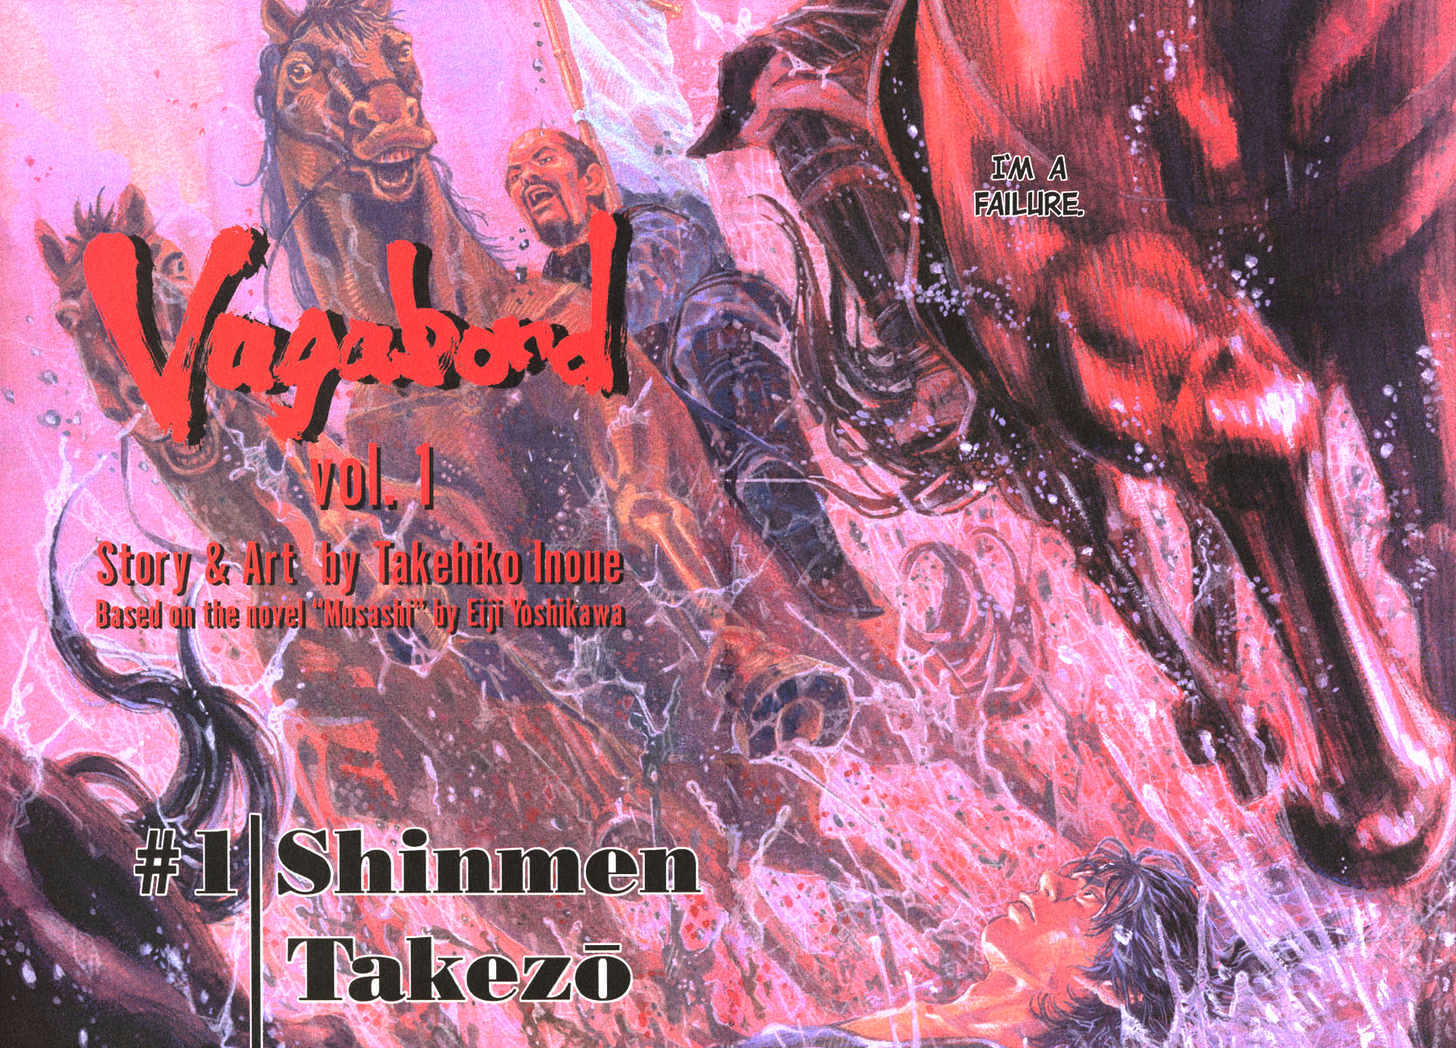 I'M A
FAILURE.
Vagabond
vol. 1
Story & Art by Takehiko Inoue
Based on the novel "Musashi" by Eiji Yoshikawa
#1 Shinmen
Takezō